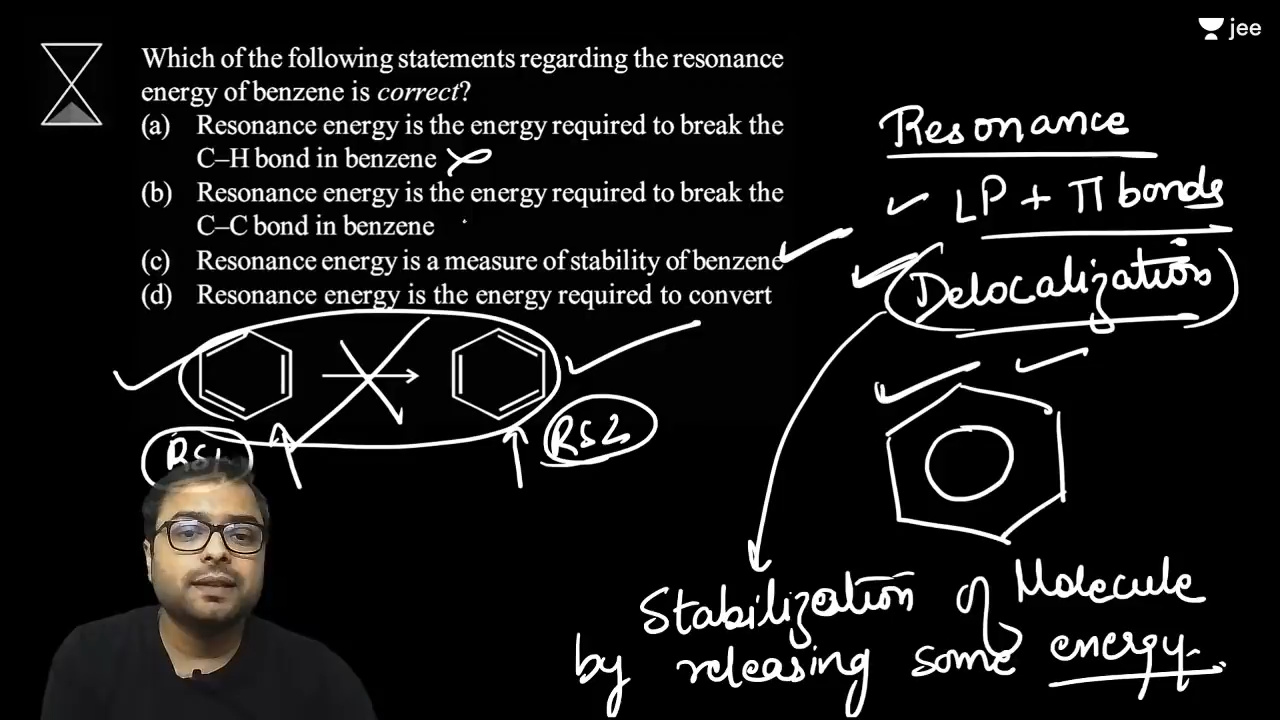 jee
Which of the following statements regarding the resonance
energy of benzene is correct?
(a) Resonance energy is the energy required to break the
C–H bond in benzene
(b) Resonance energy is the energy required to break the
C–C bond in benzene
(c) Resonance energy is a measure of stability of benzene
(d) Resonance energy is the energy required to convert
RS1
RS2
Resonance
LP + π bonds
Delocalization
Stabilization of Molecule
by releasing some energy.